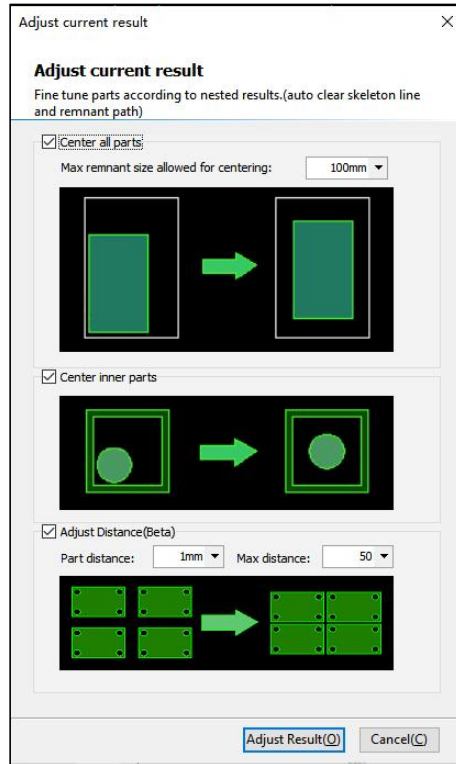 Adjust current result
Adjust current result
Fine tune parts according to nested results.(auto clear skeleton line
and remnant path)
Center all parts
Max remnant size allowed for centering: 100mm
Center inner parts
Adjust Distance(Beta)
Part distance: 1mm Max distance: 50
Adjust Result(O) Cancel(C)